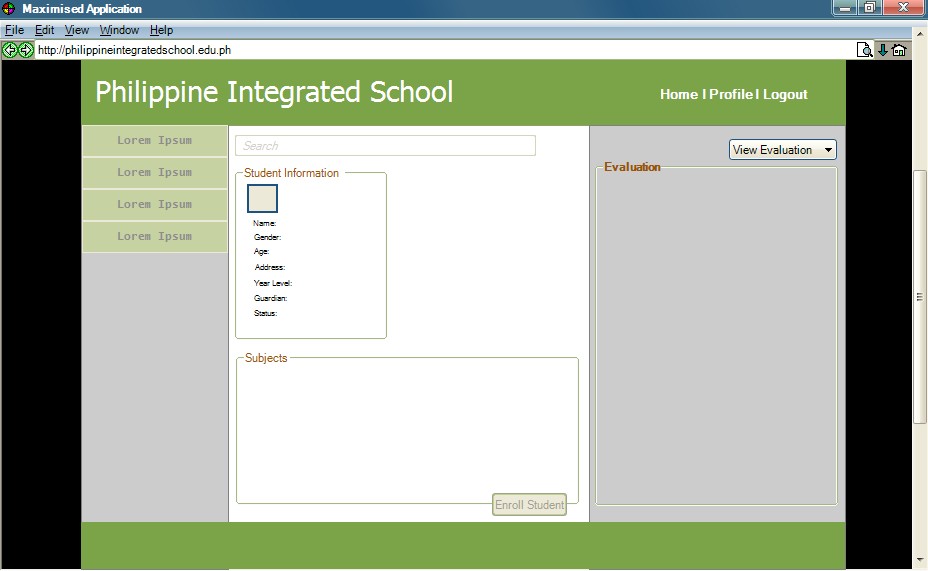 Maximised Application
File Edit View Window Help
http://philippineintegratedschool.edu.ph
Philippine Integrated School
Home | Profile | Logout
Lorem Ipsum
Lorem Ipsum
Lorem Ipsum
Lorem Ipsum
Search
Student Information
Name:
Gender:
Age:
Address:
Year Level:
Guardian:
Status:
Subjects
Enroll Student
View Evaluation
Evaluation